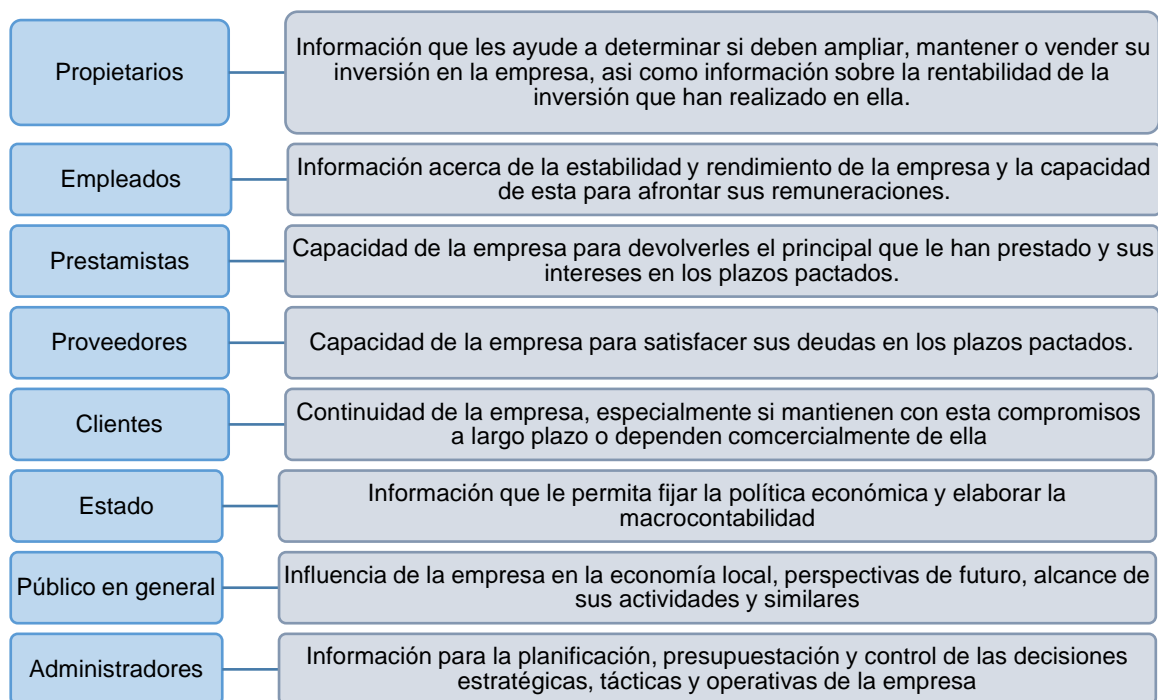 Propietarios
Información que les ayude a determinar si deben ampliar, mantener o vender su
inversión en la empresa, asi como información sobre la rentabilidad de la
inversión que han realizado en ella.
Empleados
Información acerca de la estabilidad y rendimiento de la empresa y la capacidad
de esta para afrontar sus remuneraciones.
Prestamistas
Capacidad de la empresa para devolverles el principal que le han prestado y sus
intereses en los plazos pactados.
Proveedores
Capacidad de la empresa para satisfacer sus deudas en los plazos pactados.
Clientes
Continuidad de la empresa, especialmente si mantienen con esta compromisos
a largo plazo o dependen comcercialmente de ella
Estado
Información que le permita fijar la política económica y elaborar la
macrocontabilidad
Público en general
Influencia de la empresa en la economía local, perspectivas de futuro, alcance de
sus actividades y similares
Administradores
Información para la planificación, presupuestación y control de las decisiones
estratégicas, tácticas y operativas de la empresa